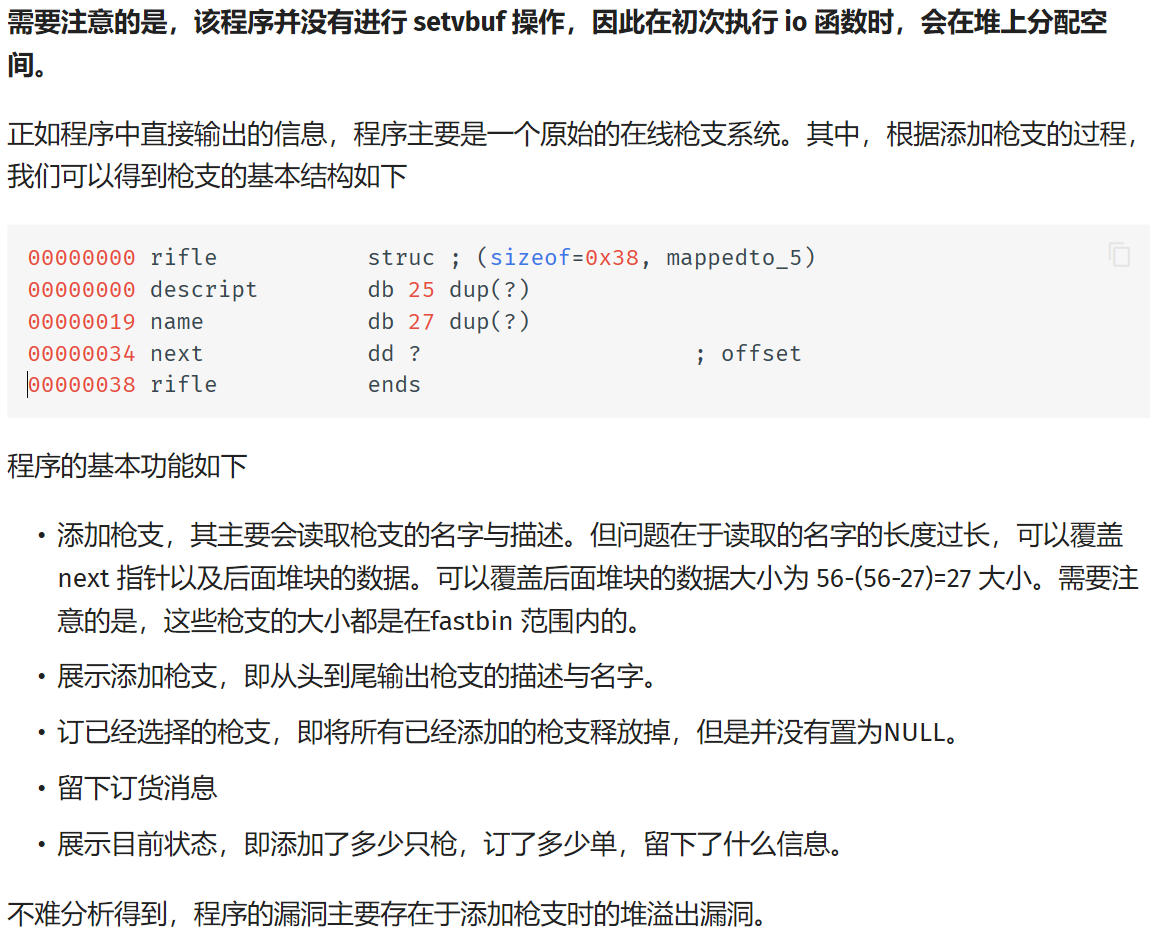 需要注意的是，该程序并没有进行 setvbuf 操作，因此在初次执行 io 函数时，会在堆上分配空
间。
正如程序中直接输出的信息，程序主要是一个原始的在线枪支系统。其中，根据添加枪支的过程，
我们可以得到枪支的基本结构如下
00000000 rifle           struc ; (sizeof=0x38, mappedto_5)
00000000 descript        db 25 dup(?)
00000019 name            db 27 dup(?)
00000034 next            dd ?                    ; offset
00000038 rifle           ends
程序的基本功能如下
• 添加枪支，其主要会读取枪支的名字与描述。但问题在于读取的名字的长度过长，可以覆盖
next 指针以及后面堆块的数据。可以覆盖后面堆块的数据大小为 56-(56-27)=27 大小。需要注
意的是，这些枪支的大小都是在fastbin 范围内的。
• 展示添加枪支，即从头到尾输出枪支的描述与名字。
• 订已经选择的枪支，即将所有已经添加的枪支释放掉，但是并没有置为NULL。
• 留下订货消息
• 展示目前状态，即添加了多少只枪，订了多少单，留下了什么信息。
不难分析得到，程序的漏洞主要存在于添加枪支时的堆溢出漏洞。